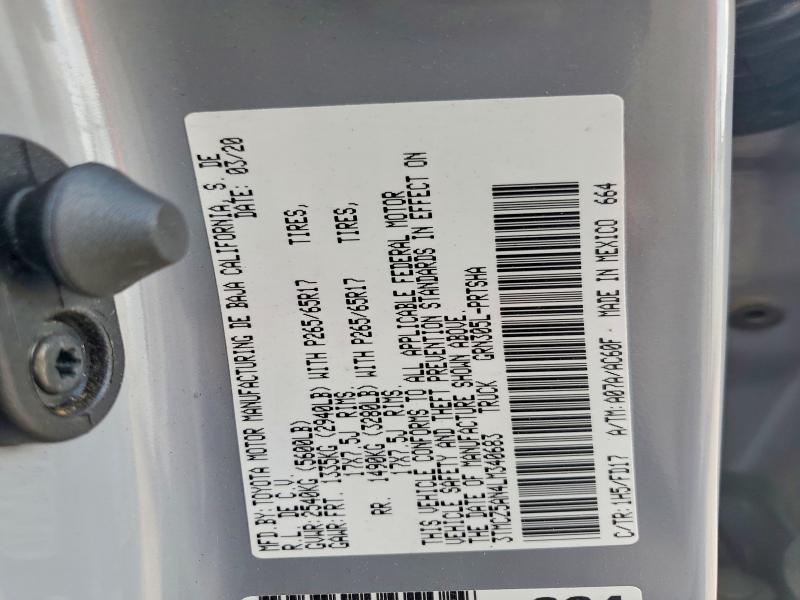 MFD.BY:TOYOTA MOTOR MANUFACTURING DE BAJA CALIFORNIA, S. DE
R.L. DE C.V. DATE: 03/20
GVWR:2540KG (5600LB)
GAWR:FRT. 1335KG (2940LB) WITH P265/65R17 TIRES,
17X7.5J RIMS.
RR. 1490KG (3280LB) WITH P265/65R17 TIRES,
17X7.5J RIMS.
THIS VEHICLE CONFORMS TO ALL APPLICABLE FEDERAL MOTOR
VEHICLE SAFETY AND THEFT PREVENTION STANDARDS IN EFFECT ON
THE DATE OF MANUFACTURE SHOWN ABOVE.
3TMCZ5AN4LM340663 TRUCK GRN305L-PRTSHA
C/TR:1H5/FD17 A/TM:A07A/AC60F MADE IN MEXICO 664